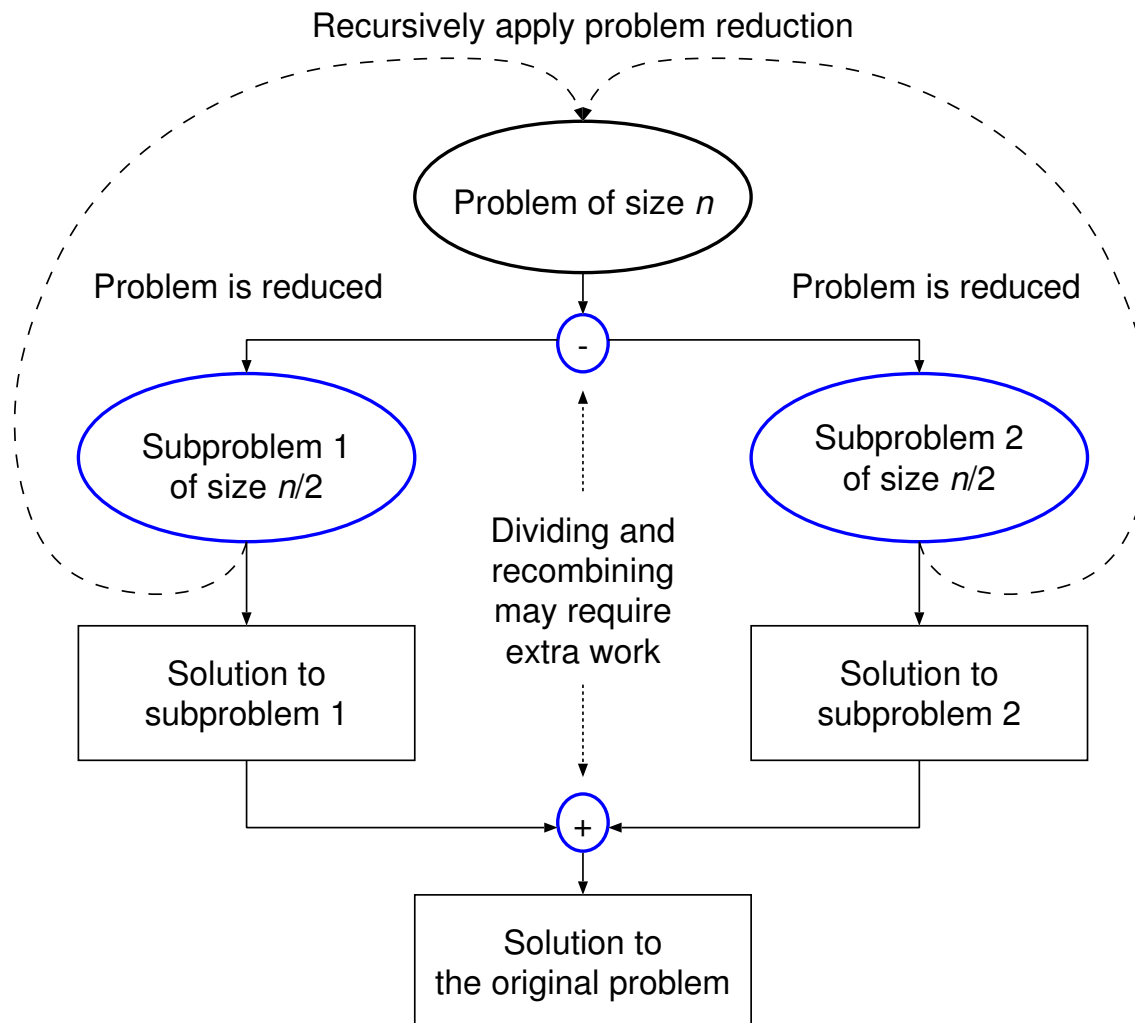 Recursively apply problem reduction
Problem of size n
Problem is reduced
Problem is reduced
-
Subproblem 1
of size n/2
Subproblem 2
of size n/2
Dividing and
recombining
may require
extra work
Solution to
subproblem 1
Solution to
subproblem 2
+
Solution to
the original problem